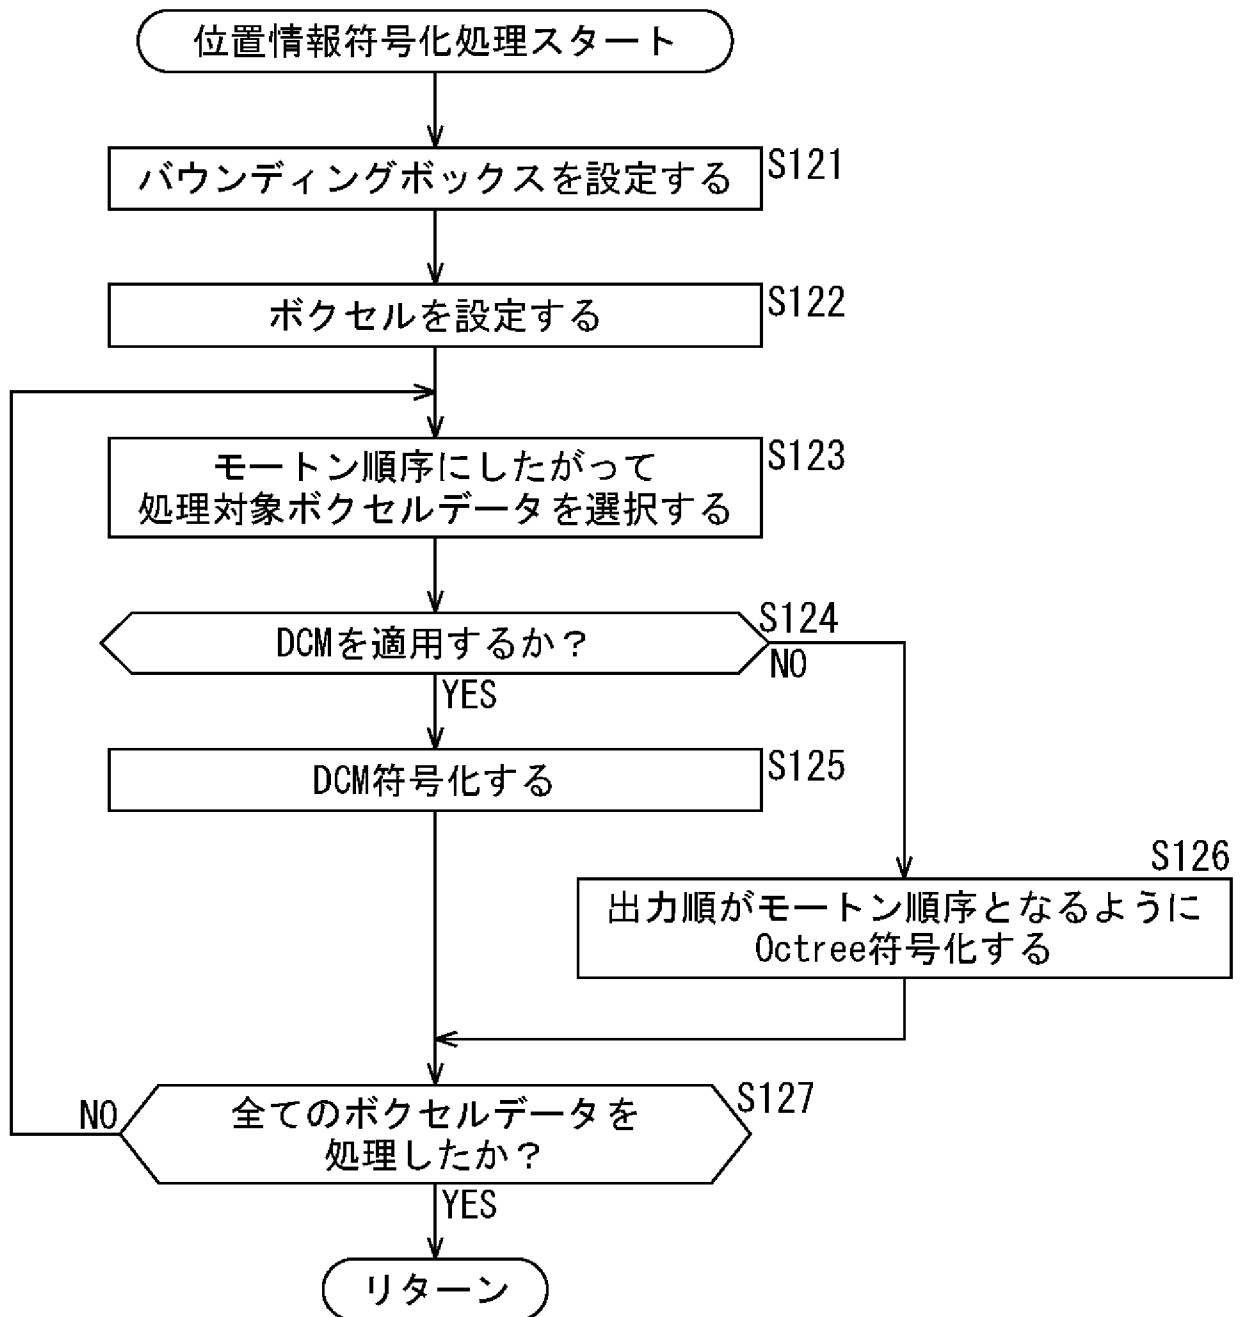 位置情報符号化処理スタート
バウンディングボックスを設定する
S121
ボクセルを設定する
S122
モートン順序にしたがって
処理対象ボクセルデータを選択する
S123
DCMを適用するか？
S124
NO
YES
DCM符号化する
S125
S126
出力順がモートン順序となるように
Octree符号化する
NO
全てのボクセルデータを
処理したか？
S127
YES
リターン